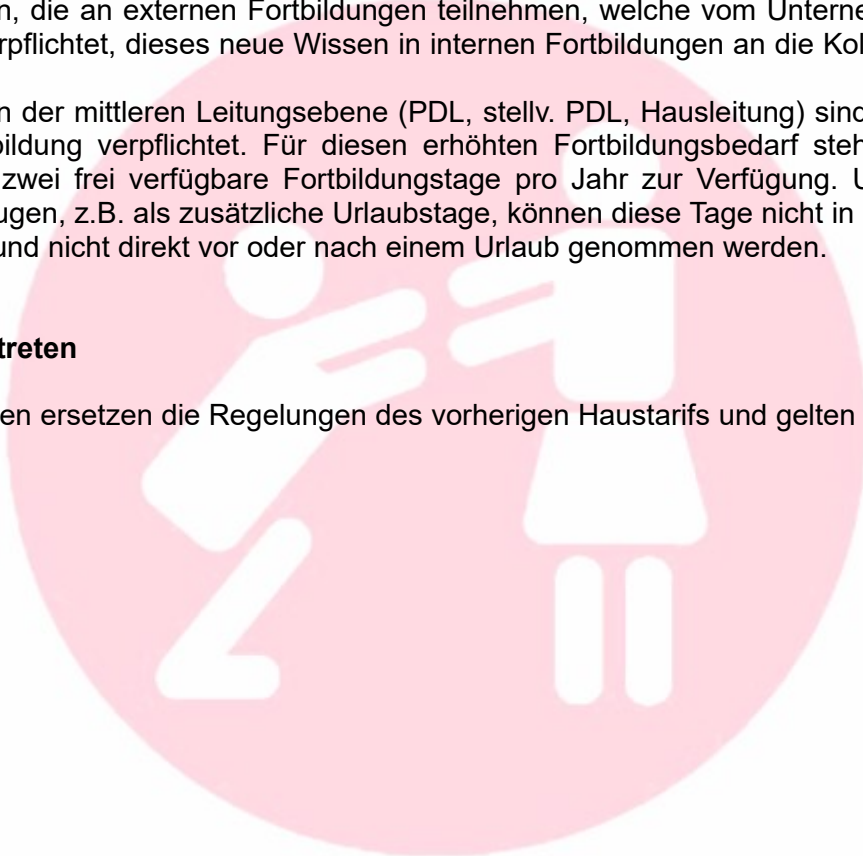 n, die an externen Fortbildungen teilnehmen, welche vom Unterne
rpflichtet, dieses neue Wissen in internen Fortbildungen an die Kol
n der mittleren Leitungsebene (PDL, stellv. PDL, Hausleitung) sind
bildung verpflichtet. Für diesen erhöhten Fortbildungsbedarf steh
zwei frei verfügbare Fortbildungstage pro Jahr zur Verfügung. U
ugen, z.B. als zusätzliche Urlaubstage, können diese Tage nicht in
und nicht direkt vor oder nach einem Urlaub genommen werden.
treten
en ersetzen die Regelungen des vorherigen Haustarifs und gelten